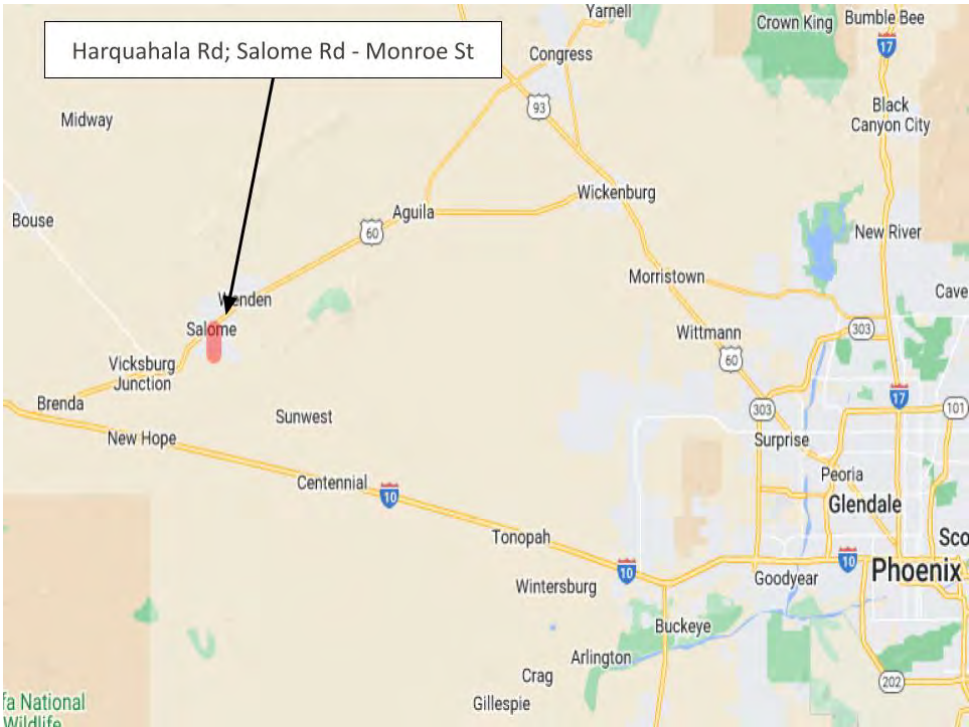 Yarnell
Crown King
Bumble Bee
Harquahala Rd; Salome Rd - Monroe St
17
Congress
93
Black
Canyon City
Midway
Wickenburg
Aguila
Bouse
60
New River
Morristown
Wenden
Cave
Salome
303
Wittmann
60
Vicksburg
Junction
Brenda
17
303
101
Sunwest
New Hope
Surprise
Peoria
Centennial
10
Glendale
Tonopah
Sco
10
10
Phoenix
Wintersburg
Goodyear
Buckeye
Arlington
Crag
202
Gillespie
fa National
Wildlife